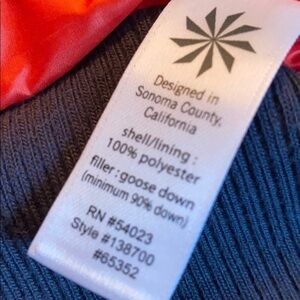 Designed in
Sonoma County,
California
shell/lining :
100% polyester
filler : goose down
(minimum 90% down)
RN #54023
Style #138700
#65352